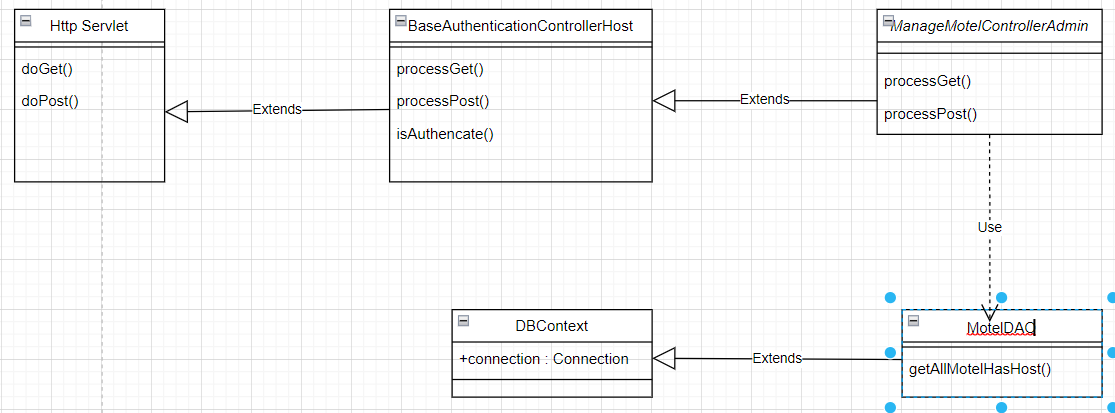 Http Servlet
doGet()
doPost()
Extends
BaseAuthenticationControllerHost
processGet()
processPost()
isAuthencate()
Extends
ManageMotelControllerAdmin
processGet()
processPost()
Use
DBContext
+connection : Connection
Extends
MotelDAO
getAllMotelHasHost()